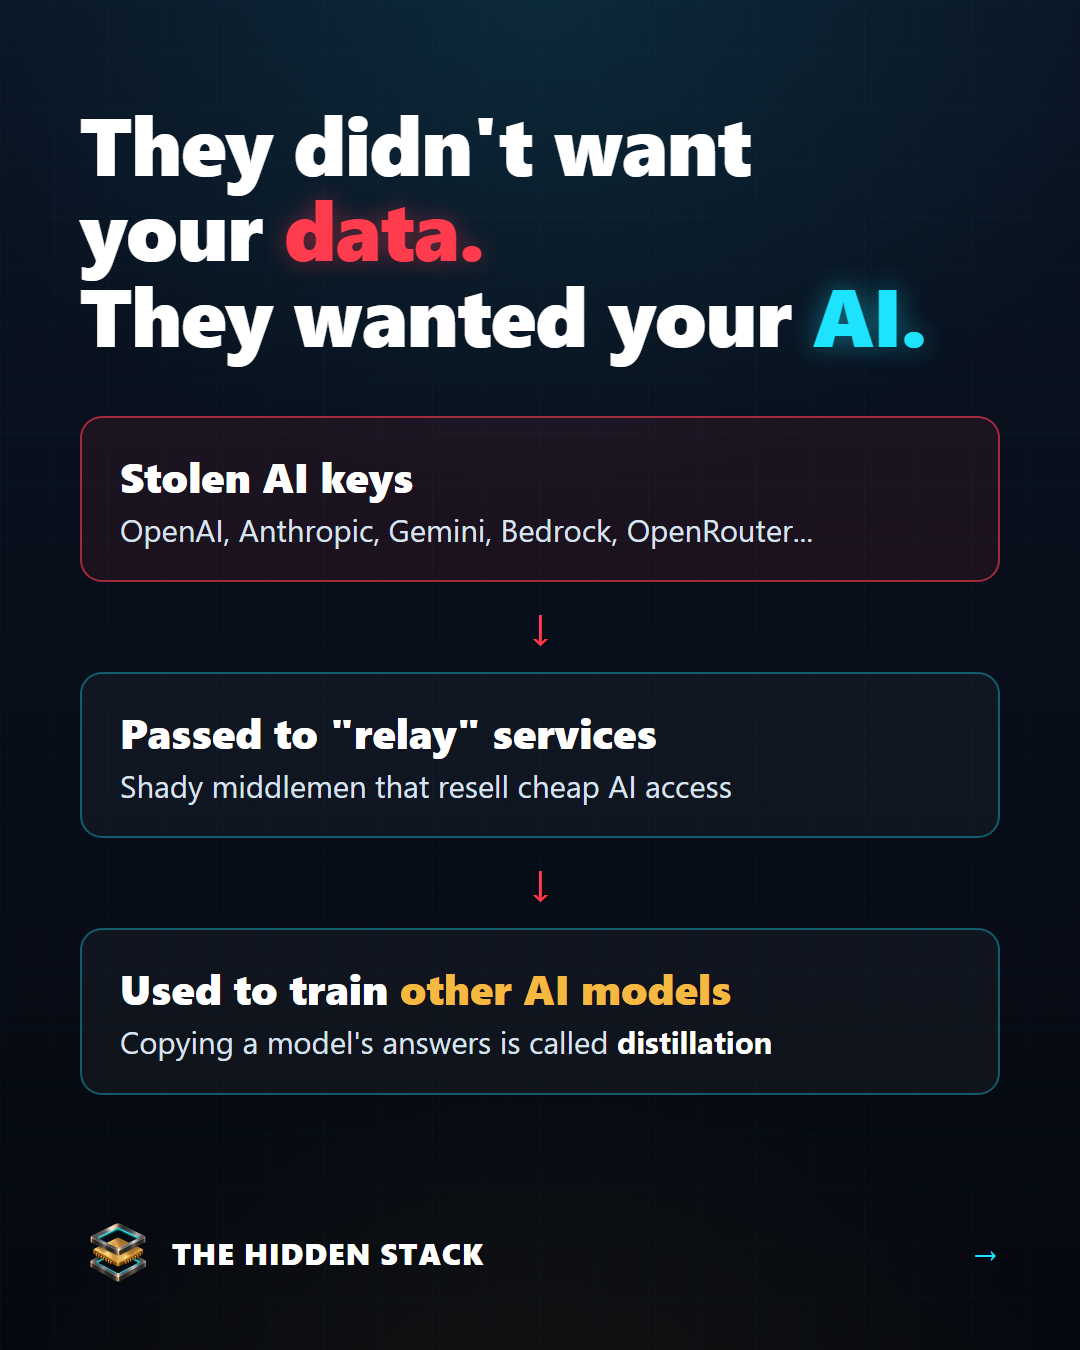 They didn't want
your data.
They wanted your AI.
Stolen AI keys
OpenAI, Anthropic, Gemini, Bedrock, OpenRouter...
↓
Passed to "relay" services
Shady middlemen that resell cheap AI access
↓
Used to train other AI models
Copying a model's answers is called distillation
THE HIDDEN STACK →